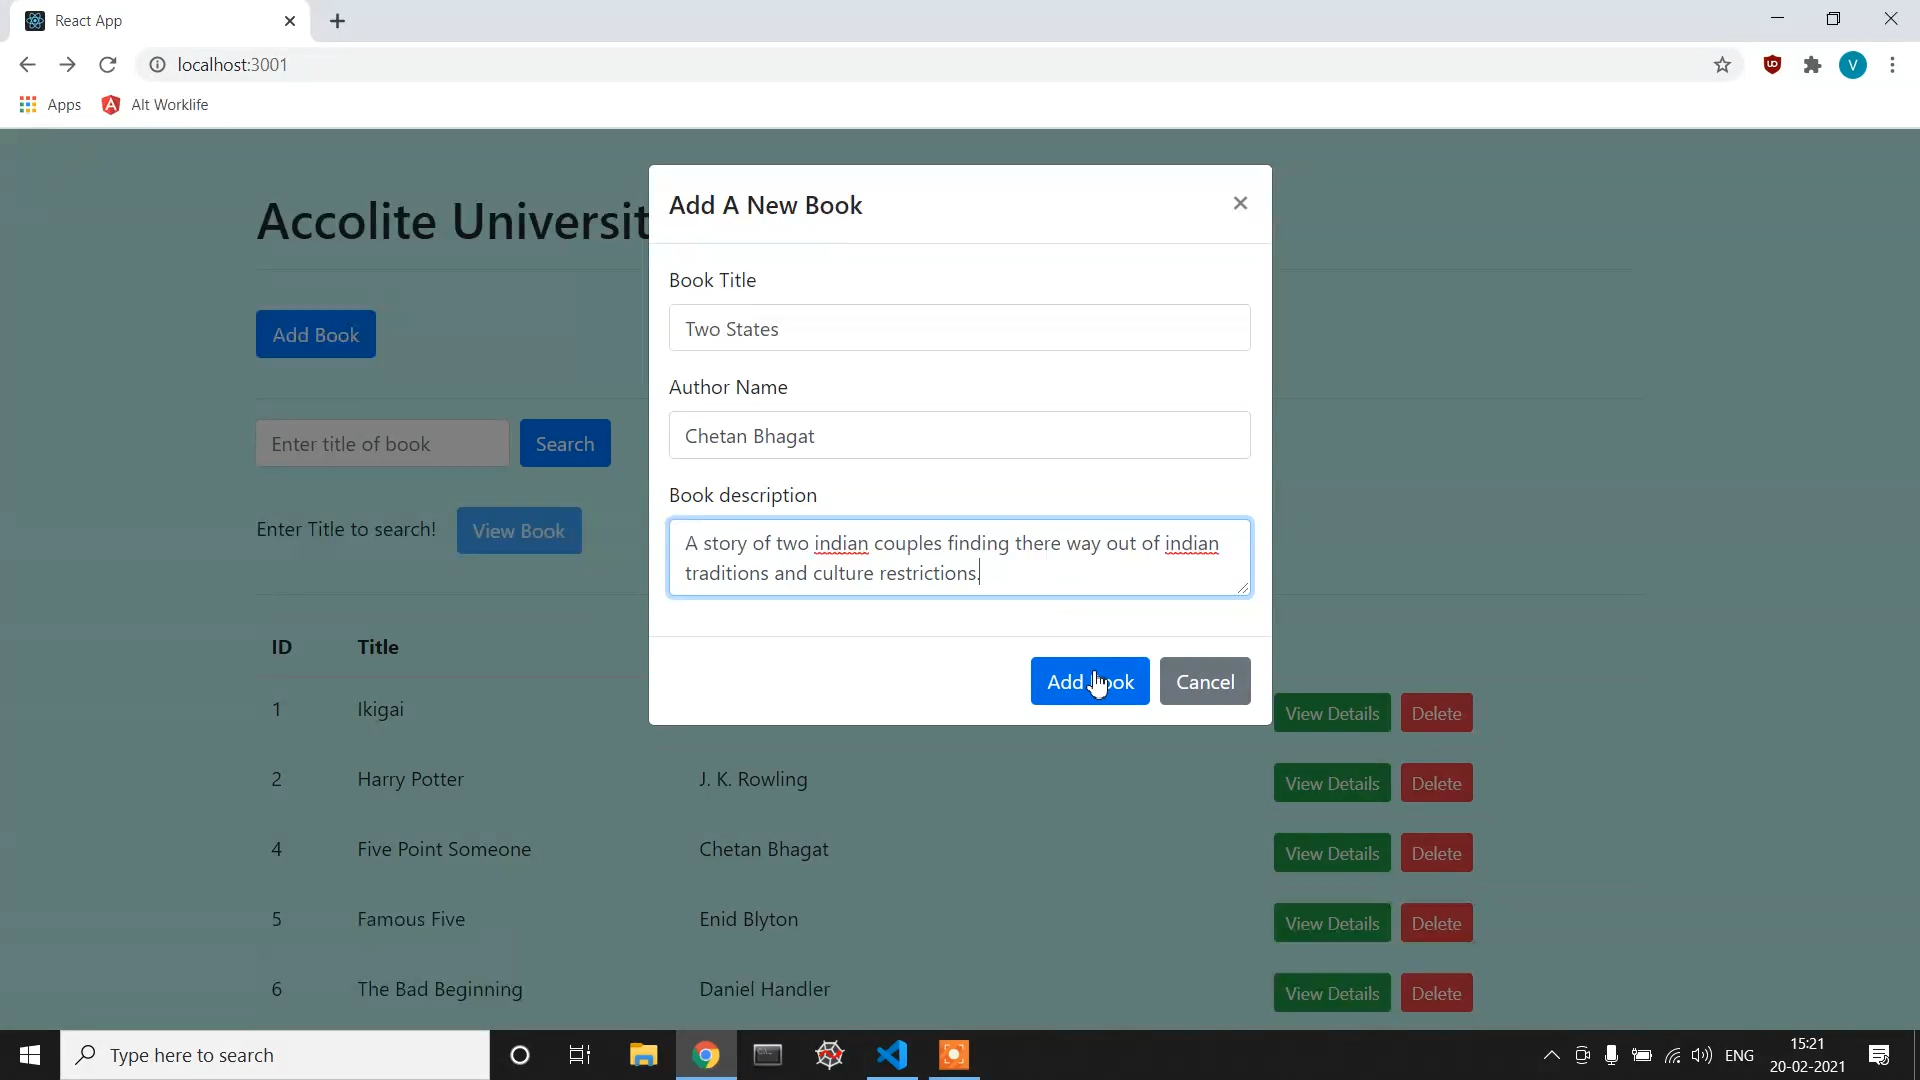 React App
localhost:3001
Apps
Alt Worklife
V
Accolite Universit
Add Book
Enter title of book
Search
Enter Title to search!
View Book
Add A New Book
Book Title
Two States
Author Name
Chetan Bhagat
Book description
A story of two indian couples finding there way out of indian
traditions and culture restrictions.
Add Book
Cancel
ID Title
1 Ikigai View Details Delete
2 Harry Potter J. K. Rowling View Details Delete
4 Five Point Someone Chetan Bhagat View Details Delete
5 Famous Five Enid Blyton View Details Delete
6 The Bad Beginning Daniel Handler View Details Delete
Type here to search
ENG
15:21
20-02-2021